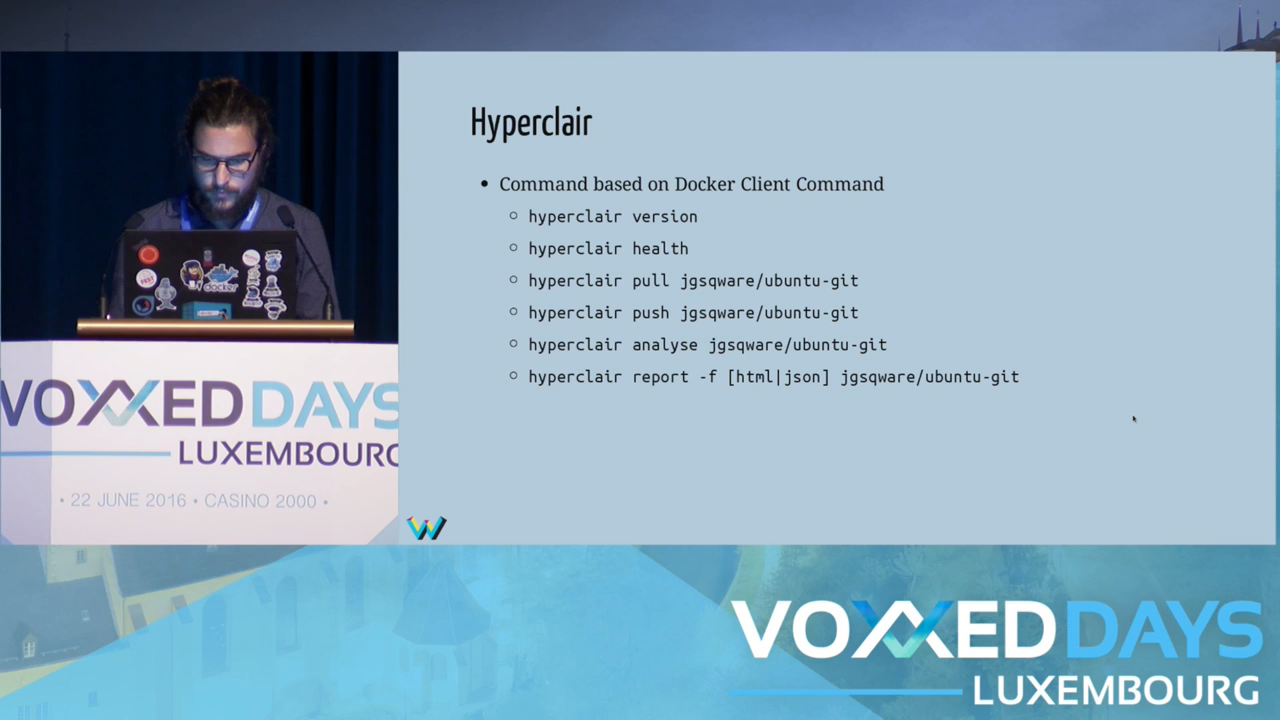 Hyperclair
• Command based on Docker Client Command
○ hyperclair version
○ hyperclair health
○ hyperclair pull jgsqware/ubuntu-git
○ hyperclair push jgsqware/ubuntu-git
○ hyperclair analyse jgsqware/ubuntu-git
○ hyperclair report -f [html|json] jgsqware/ubuntu-git
docker
VOXXED DAYS
LUXEMBOURG
• 22 JUNE 2016 • CASINO 2000 •
W
VOXXED DAYS
LUXEMBOURG